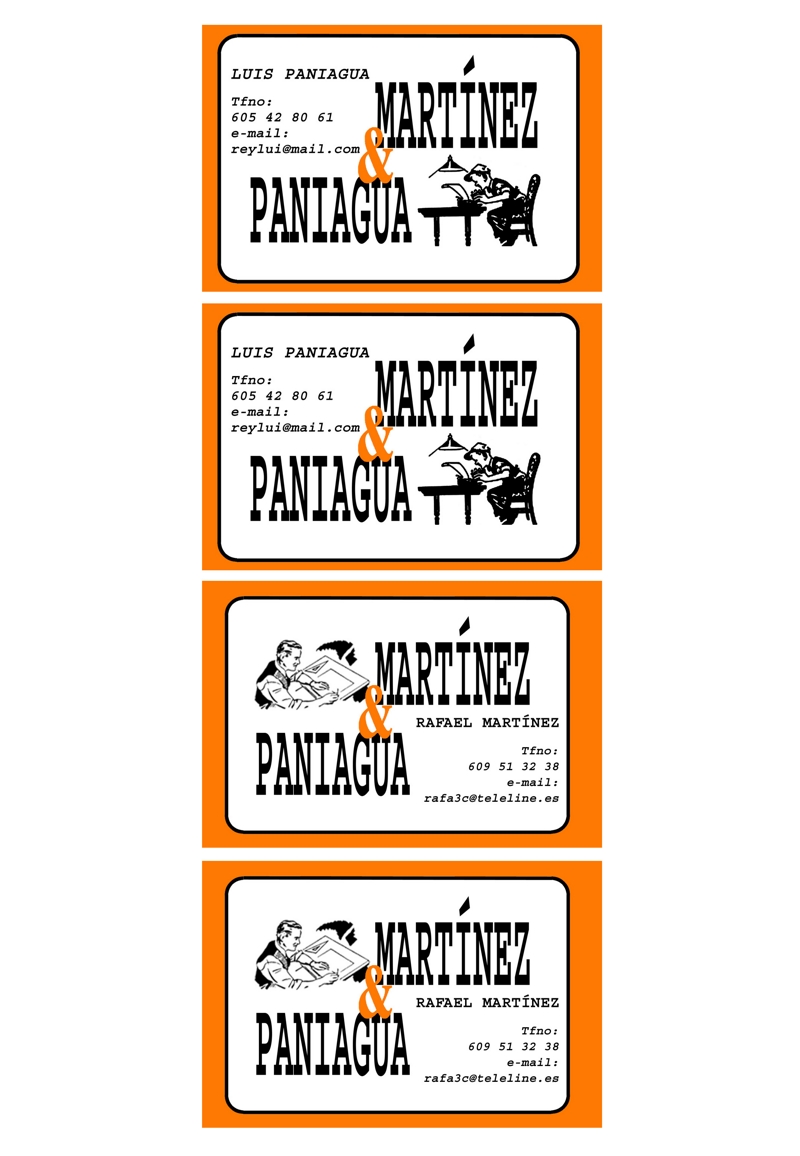 LUIS PANIAGUA
Tfno:
605 42 80 61
e-mail:
reylui@mail.com
MARTÍNEZ
&
PANIAGUA
LUIS PANIAGUA
Tfno:
605 42 80 61
e-mail:
reylui@mail.com
MARTÍNEZ
&
PANIAGUA
MARTÍNEZ
&
PANIAGUA
RAFAEL MARTÍNEZ
Tfno:
609 51 32 38
e-mail:
rafa3c@teleline.es
MARTÍNEZ
&
PANIAGUA
RAFAEL MARTÍNEZ
Tfno:
609 51 32 38
e-mail:
rafa3c@teleline.es